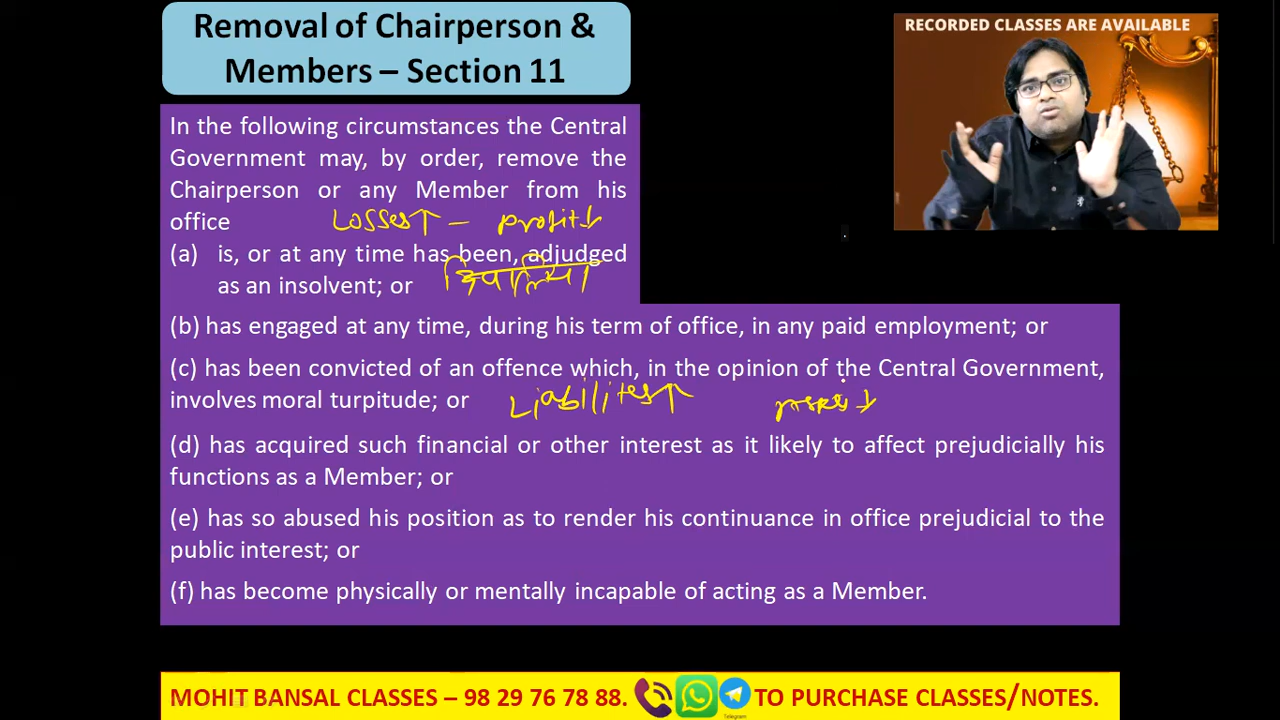 Removal of Chairperson &
Members – Section 11
RECORDED CLASSES ARE AVAILABLE
In the following circumstances the Central
Government may, by order, remove the
Chairperson or any Member from his
office
Losses↑ – profit↓
(a) is, or at any time has been, adjudged
as an insolvent; or
दिवालिया
(b) has engaged at any time, during his term of office, in any paid employment; or
(c) has been convicted of an offence which, in the opinion of the Central Government,
involves moral turpitude; or
Liabilites↑
(d) has acquired such financial or other interest as it likely to affect prejudicially his
functions as a Member; or
(e) has so abused his position as to render his continuance in office prejudicial to the
public interest; or
(f) has become physically or mentally incapable of acting as a Member.
MOHIT BANSAL CLASSES – 98 29 76 78 88. TO PURCHASE CLASSES/NOTES.
Telegram